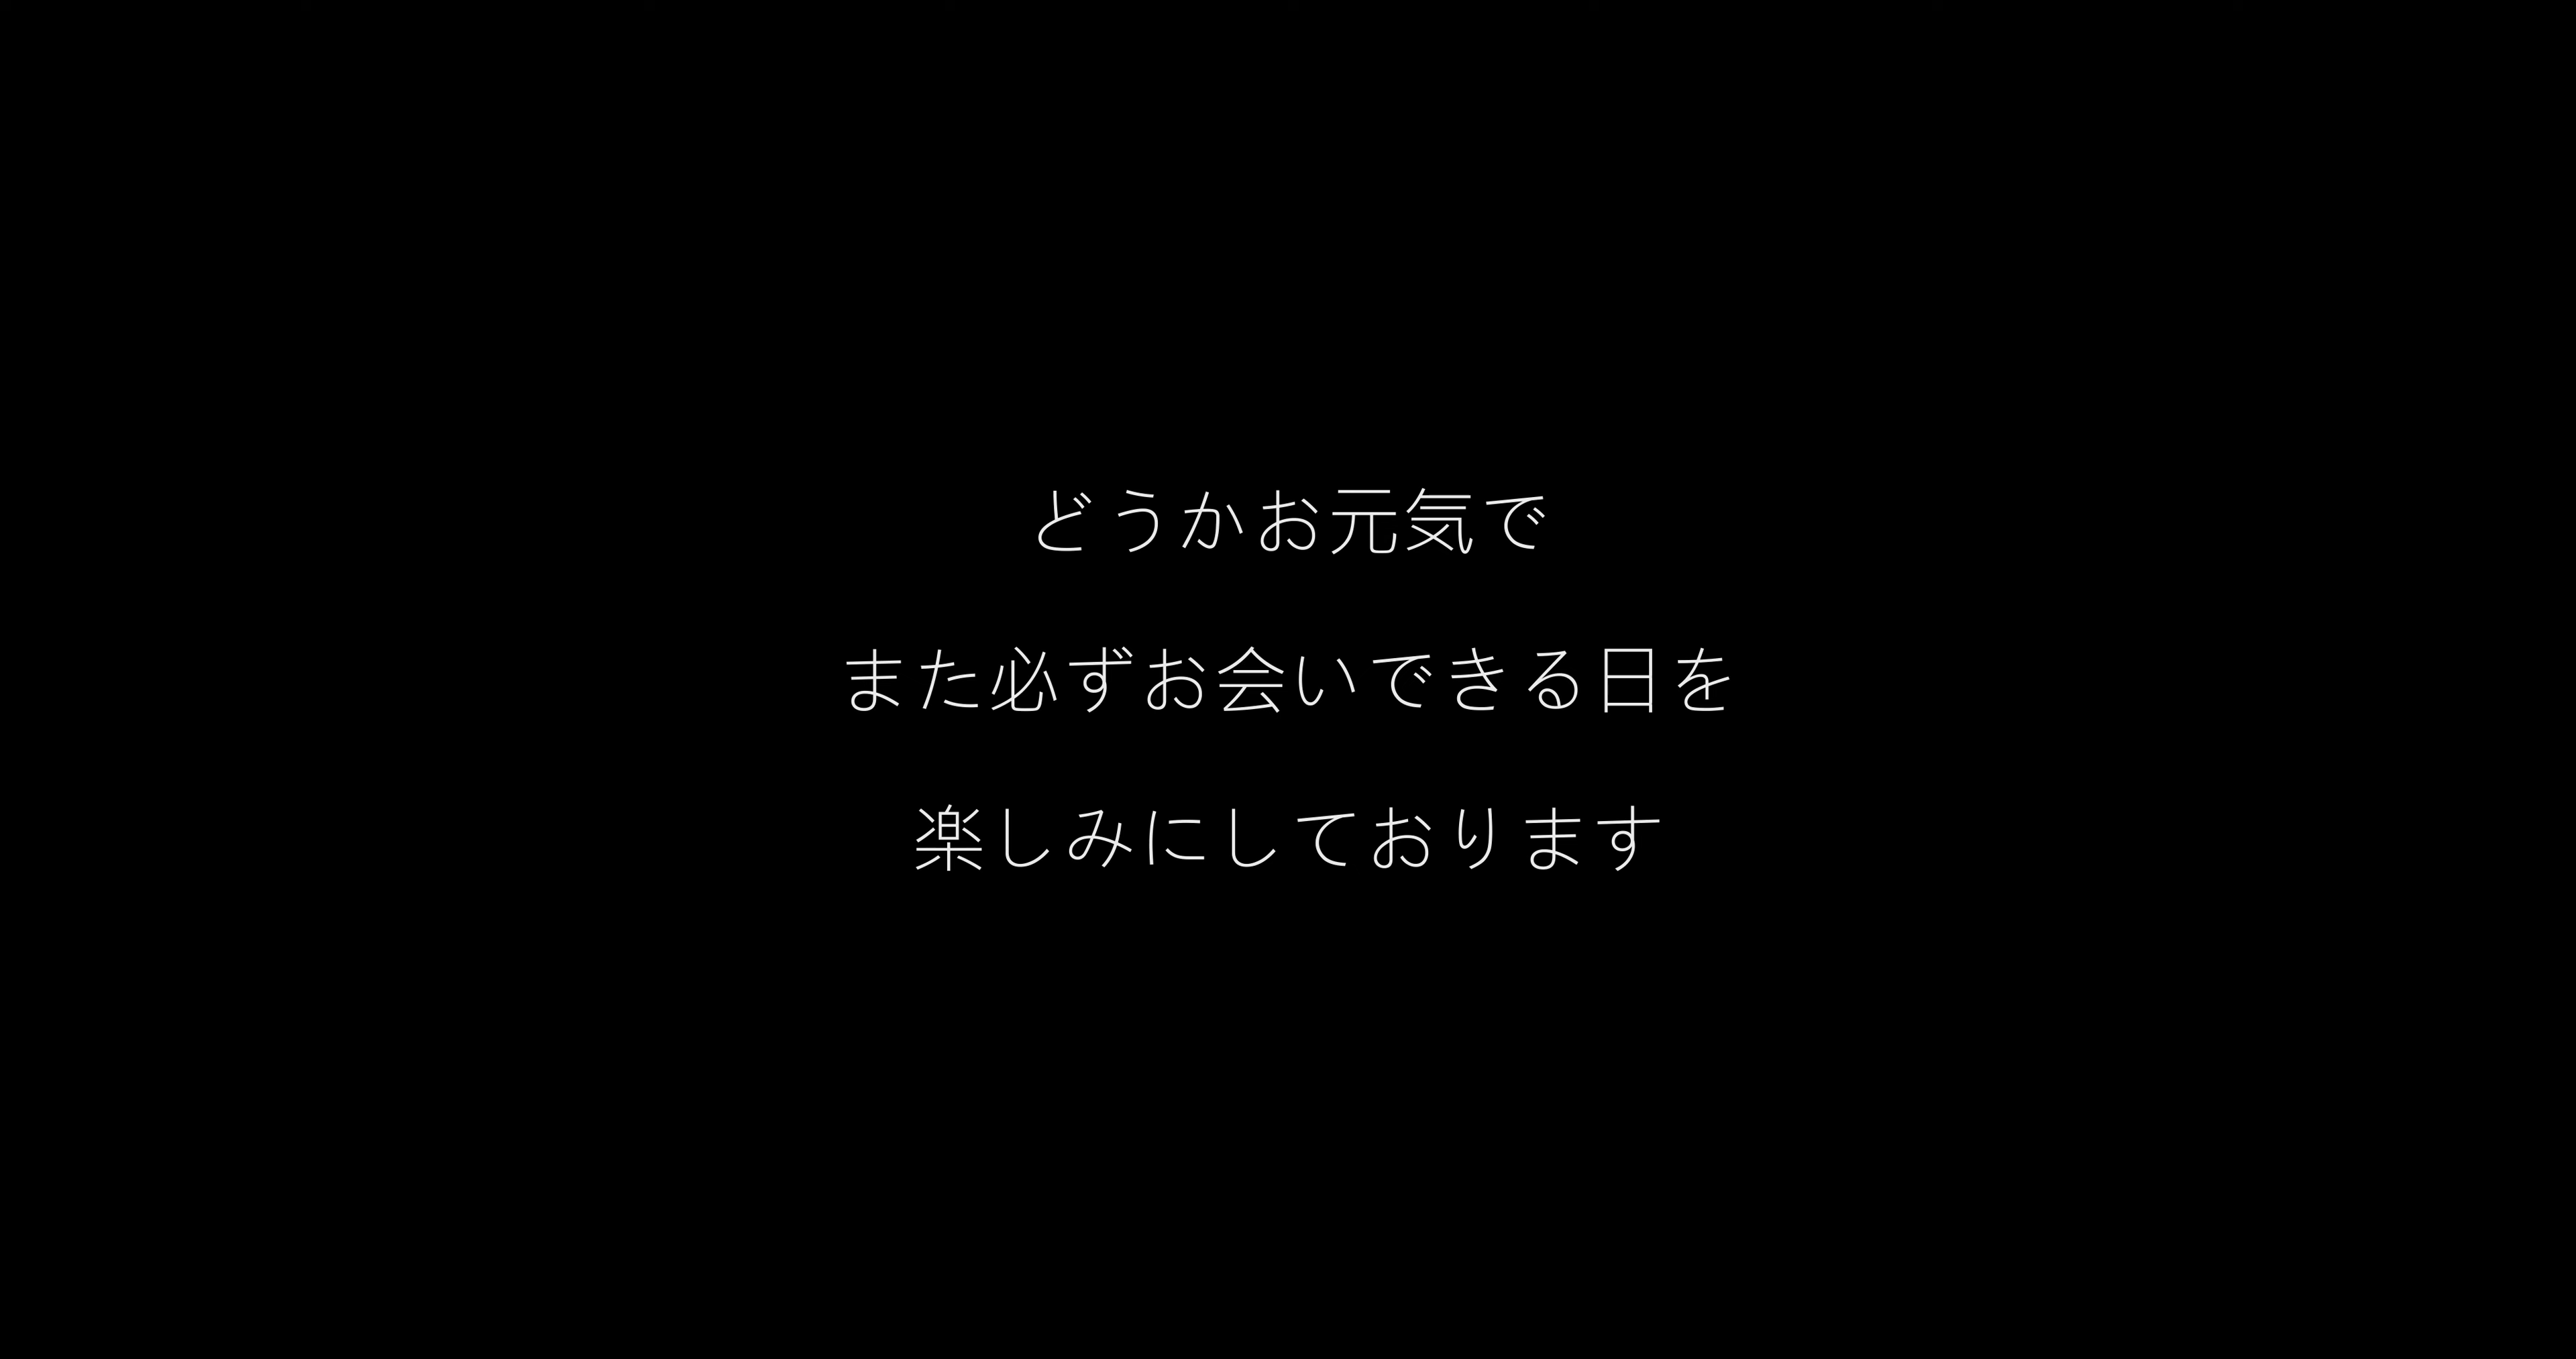 どうかお元気で
また必ずお会いできる日を
楽しみにしております